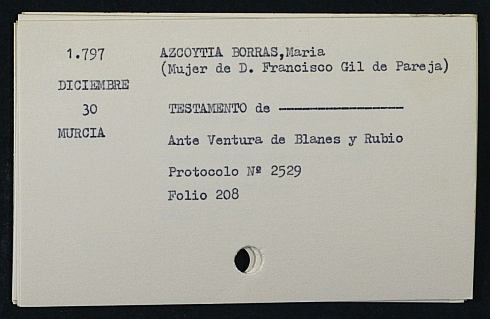 1.797
AZCOYTIA BORRAS,Maria
(Mujer de D. Francisco Gil de Pareja)
DICIEMBRE
30
TESTAMENTO de ----------------
MURCIA
Ante Ventura de Blanes y Rubio
Protocolo Nº 2529
Folio 208